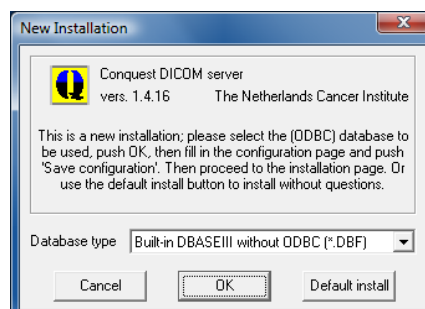 New Installation
Conquest DICOM server
vers. 1.4.16 The Netherlands Cancer Institute
This is a new installation; please select the (ODBC) database to
be used, push OK, then fill in the configuration page and push
'Save configuration'. Then proceed to the installation page. Or
use the default install button to install without questions.
Database type Built-in DBASEIII without ODBC (*.DBF)
Cancel OK Default install